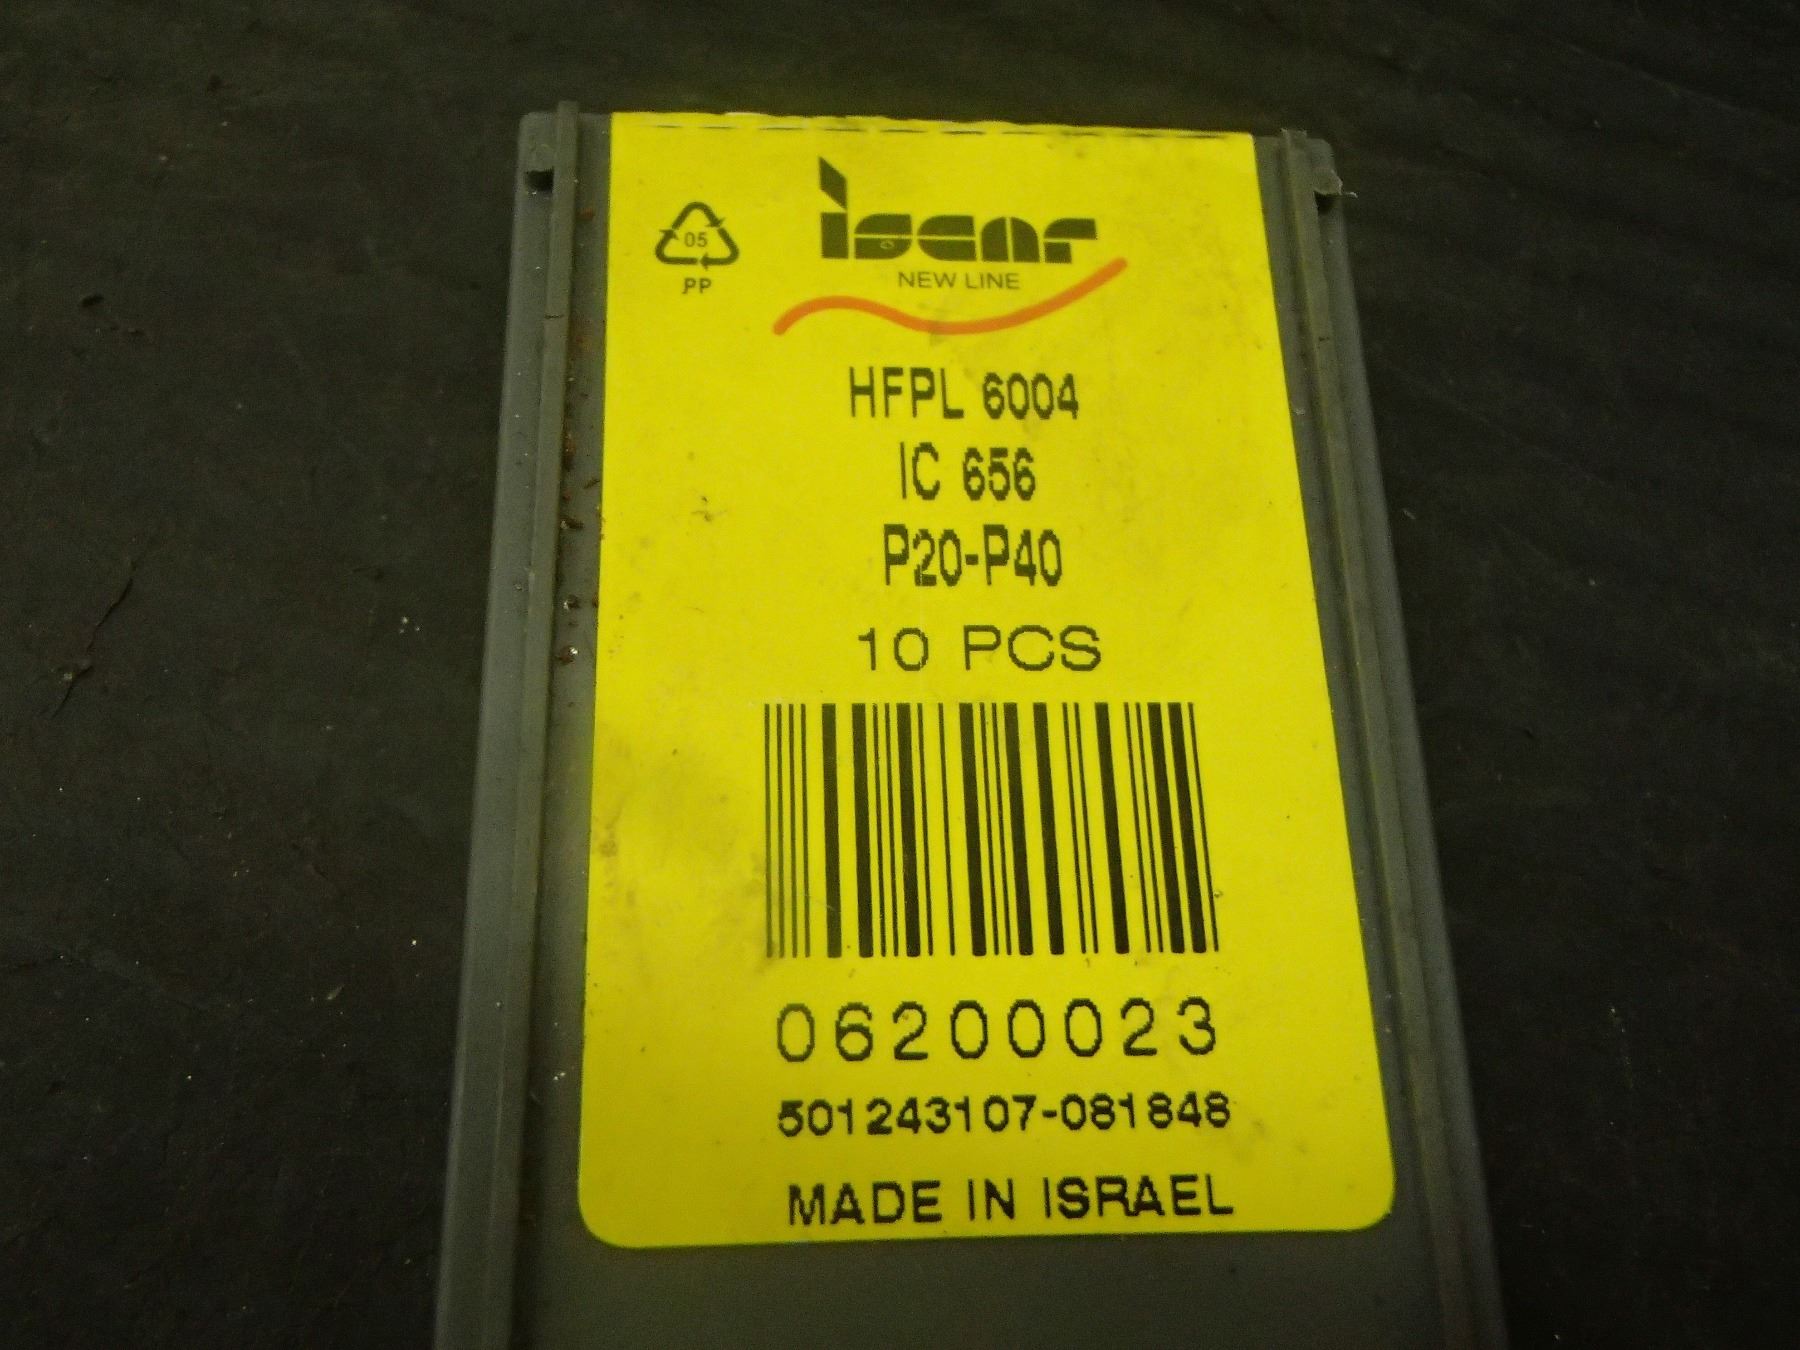 iscar
NEW LINE
05
PP
HFPL 6004
IC 656
P20-P40
10 PCS
06200023
501243107-081848
MADE IN ISRAEL